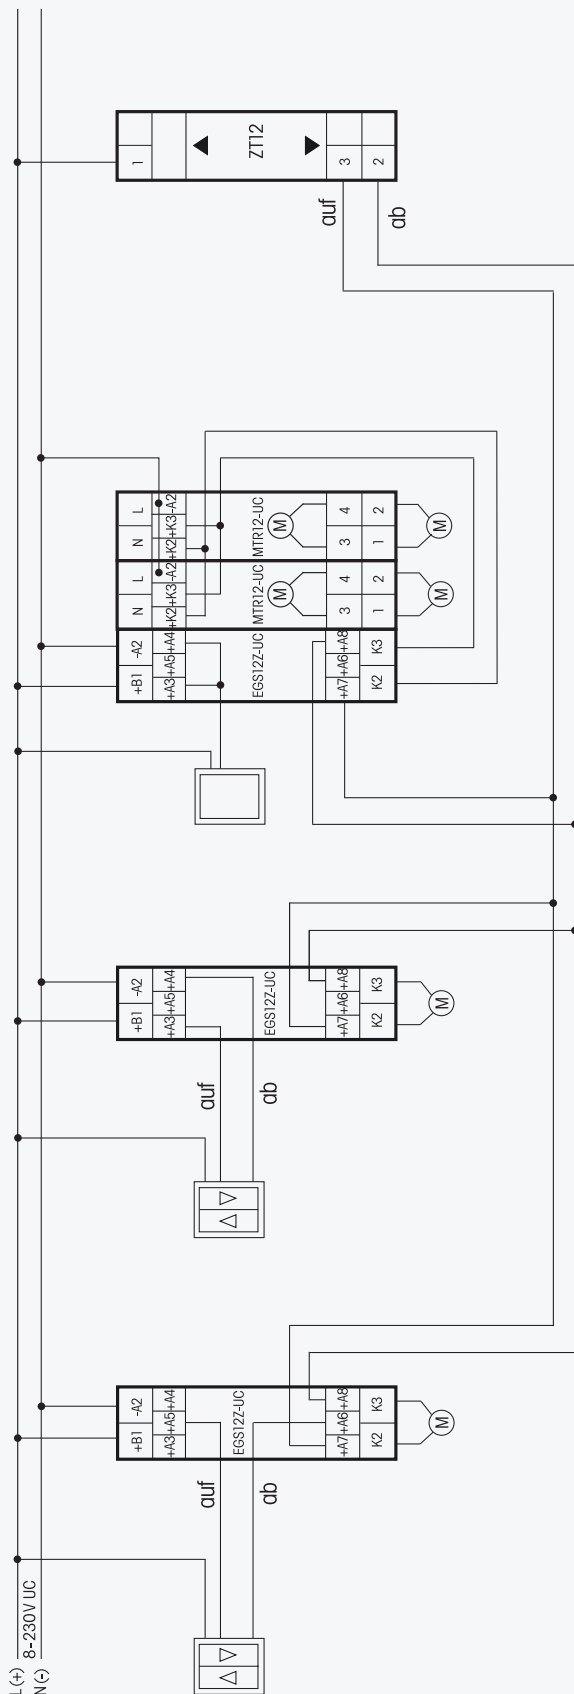 1
ZT12
3
2
auf
ab
L
N
+K2+K3-A2
MTR12-UC
M
4
3
2
1
M
L
N
+K2+K3-A2
MTR12-UC
M
4
3
2
1
M
-A2
+B1
+A3+A5+A4
EGS12Z-UC
+A7+A6+A8
K3
K2
-A2
+B1
+A3+A5+A4
EGS12Z-UC
+A7+A6+A8
K3
K2
M
auf
ab
-A2
+B1
+A3+A5+A4
EGS12Z-UC
+A7+A6+A8
K3
K2
M
auf
ab
L(+)
8-230V UC
N(-)